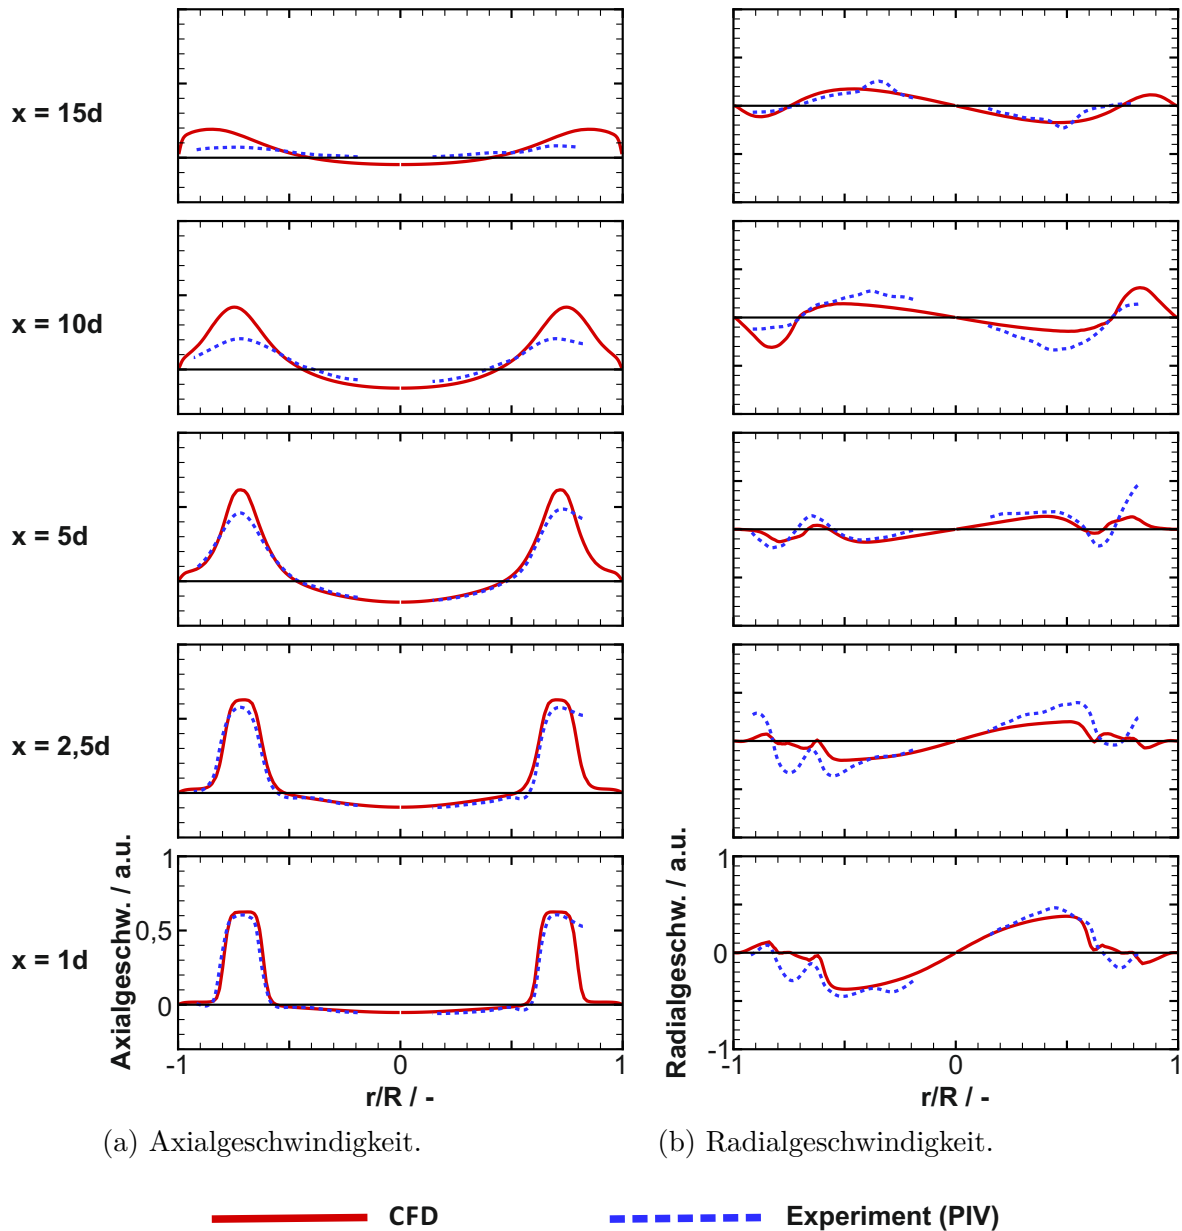 x = 15d
x = 10d
x = 5d
x = 2,5d
x = 1d
Axialgeschw. / a.u.
1
0,5
0
-1 0 1
r/R / -
Radialgeschw. / a.u.
1
0
-1
-1 0 1
r/R / -
(a) Axialgeschwindigkeit.
(b) Radialgeschwindigkeit.
CFD
Experiment (PIV)